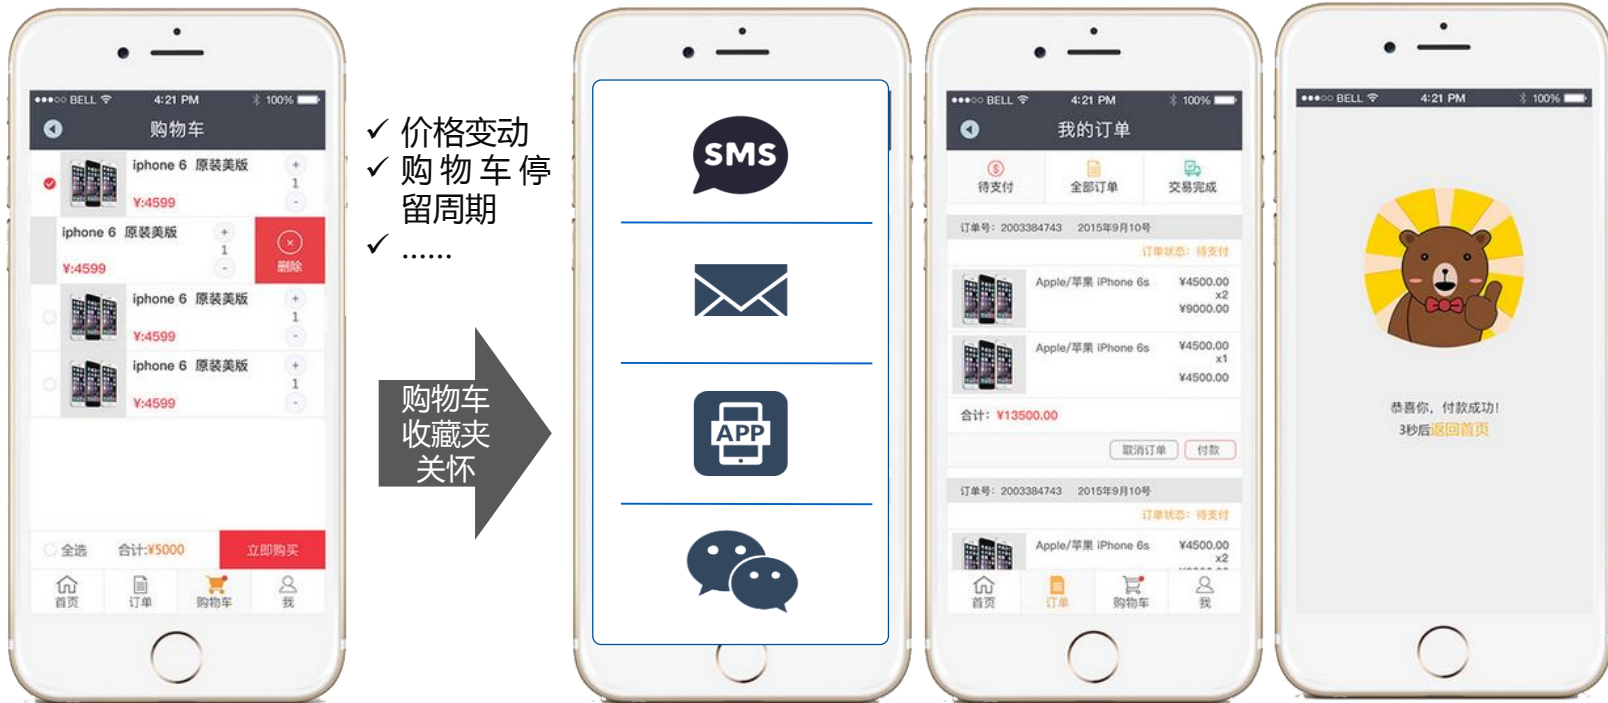 BELL 4:21 PM 100%
购物车
iphone 6 原装美版
+
1
¥:4599
-
iphone 6 原装美版
+
1
¥:4599
-
删除
iphone 6 原装美版
+
1
¥:4599
-
iphone 6 原装美版
+
1
¥:4599
-
全选 合计:¥5000 立即购买
首页 订单 购物车 我
✓ 价格变动
✓ 购物车停
留周期
✓ ......
购物车
收藏夹
关怀
SMS
APP
BELL 4:21 PM 100%
我的订单
待支付 全部订单 交易完成
订单号: 2003384743 2015年9月10号
订单状态: 待支付
Apple/苹果 iPhone 6s ¥4500.00
x2
¥9000.00
Apple/苹果 iPhone 6s ¥4500.00
x1
¥4500.00
合计: ¥13500.00
取消订单 付款
订单号: 2003384743 2015年9月10号
订单状态: 待支付
Apple/苹果 iPhone 6s ¥4500.00
x2
首页 订单 购物车 我
BELL 4:21 PM 100%
恭喜你, 付款成功!
3秒后返回首页